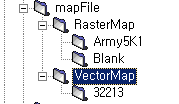 mapFile
RasterMap
Army5K1
Blank
VectorMap
32213